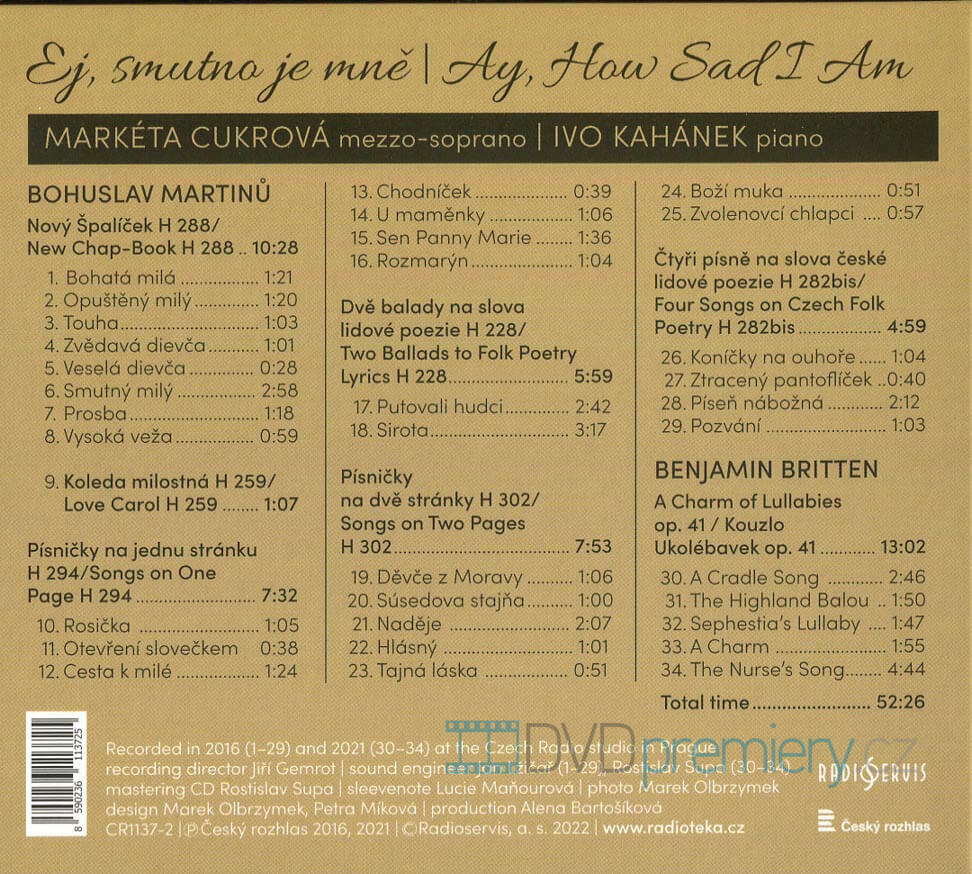 Ej, smutno je mně | Ay, How Sad I Am
MARKÉTA CUKROVÁ mezzo-soprano | IVO KAHÁNEK piano
BOHUSLAV MARTINŮ
Nový Špalíček H 288/
New Chap-Book H 288 .. 10:28
1. Bohatá milá ................ 1:21
2. Opuštěný milý ............. 1:20
3. Touha ........................... 1:03
4. Zvědavá dievča .......... 1:01
5. Veselá dievča ............. 0:28
6. Smutný milý ................ 2:58
7. Prosba ......................... 1:18
8. Vysoká veža ............... 0:59
9. Koleda milostná H 259/
Love Carol H 259 ....... 1:07
Písničky na jednu stránku
H 294/Songs on One
Page H 294 .................... 7:32
10. Rosička ...................... 1:05
11. Otevření slovečkem 0:38
12. Cesta k milé ................ 1:24
13. Chodníček ................ 0:39
14. U maměnky ............... 1:06
15. Sen Panny Marie ....... 1:36
16. Rozmarýn ................. 1:04
Dvě balady na slova
lidové poezie H 228/
Two Ballads to Folk Poetry
Lyrics H 228 .................... 5:59
17. Putovali hudci ........... 2:42
18. Sirota ......................... 3:17
Písničky
na dvě stránky H 302/
Songs on Two Pages
H 302 ............................. 7:53
19. Děvče z Moravy ......... 1:06
20. Súsedova stajňa ........ 1:00
21. Naděje ...................... 2:07
22. Hlásný ....................... 1:01
23. Tajná láska ................ 0:51
24. Boží muka ................ 0:51
25. Zvolenovcí chlapci .... 0:57
Čtyři písně na slova české
lidové poezie H 282bis/
Four Songs on Czech Folk
Poetry H 282bis .............. 4:59
26. Koníčky na ouhoře ..... 1:04
27. Ztracený pantoflíček ..0:40
28. Píseň nábožná .......... 2:12
29. Pozvání ..................... 1:03
BENJAMIN BRITTEN
A Charm of Lullabies
op. 41 / Kouzlo
Ukolébavek op. 41 .......... 13:02
30. A Cradle Song .......... 2:46
31. The Highland Balou .. 1:50
32. Sephestia's Lullaby .... 1:47
33. A Charm ................... 1:55
34. The Nurse's Song....... 4:44
Total time ........................ 52:26
DVDpremiery.cz
Recorded in 2016 (1–29) and 2021 (30–34) at the Czech Radio studio in Prague
recording director Jiří Gemrot | sound engineer Jan Lžičař (1–29), Rostislav Supa (30–34)
mastering CD Rostislav Supa | sleevenote Lucie Maňourová | photo Marek Olbrzymek
design Marek Olbrzymek, Petra Míková | production Alena Bartošíková
CR1137-2 | ℗Český rozhlas 2016, 2021 | ©Radioservis, a. s. 2022 | www.radioteka.cz
8 590236 113725
RADIOSERVIS
Český rozhlas